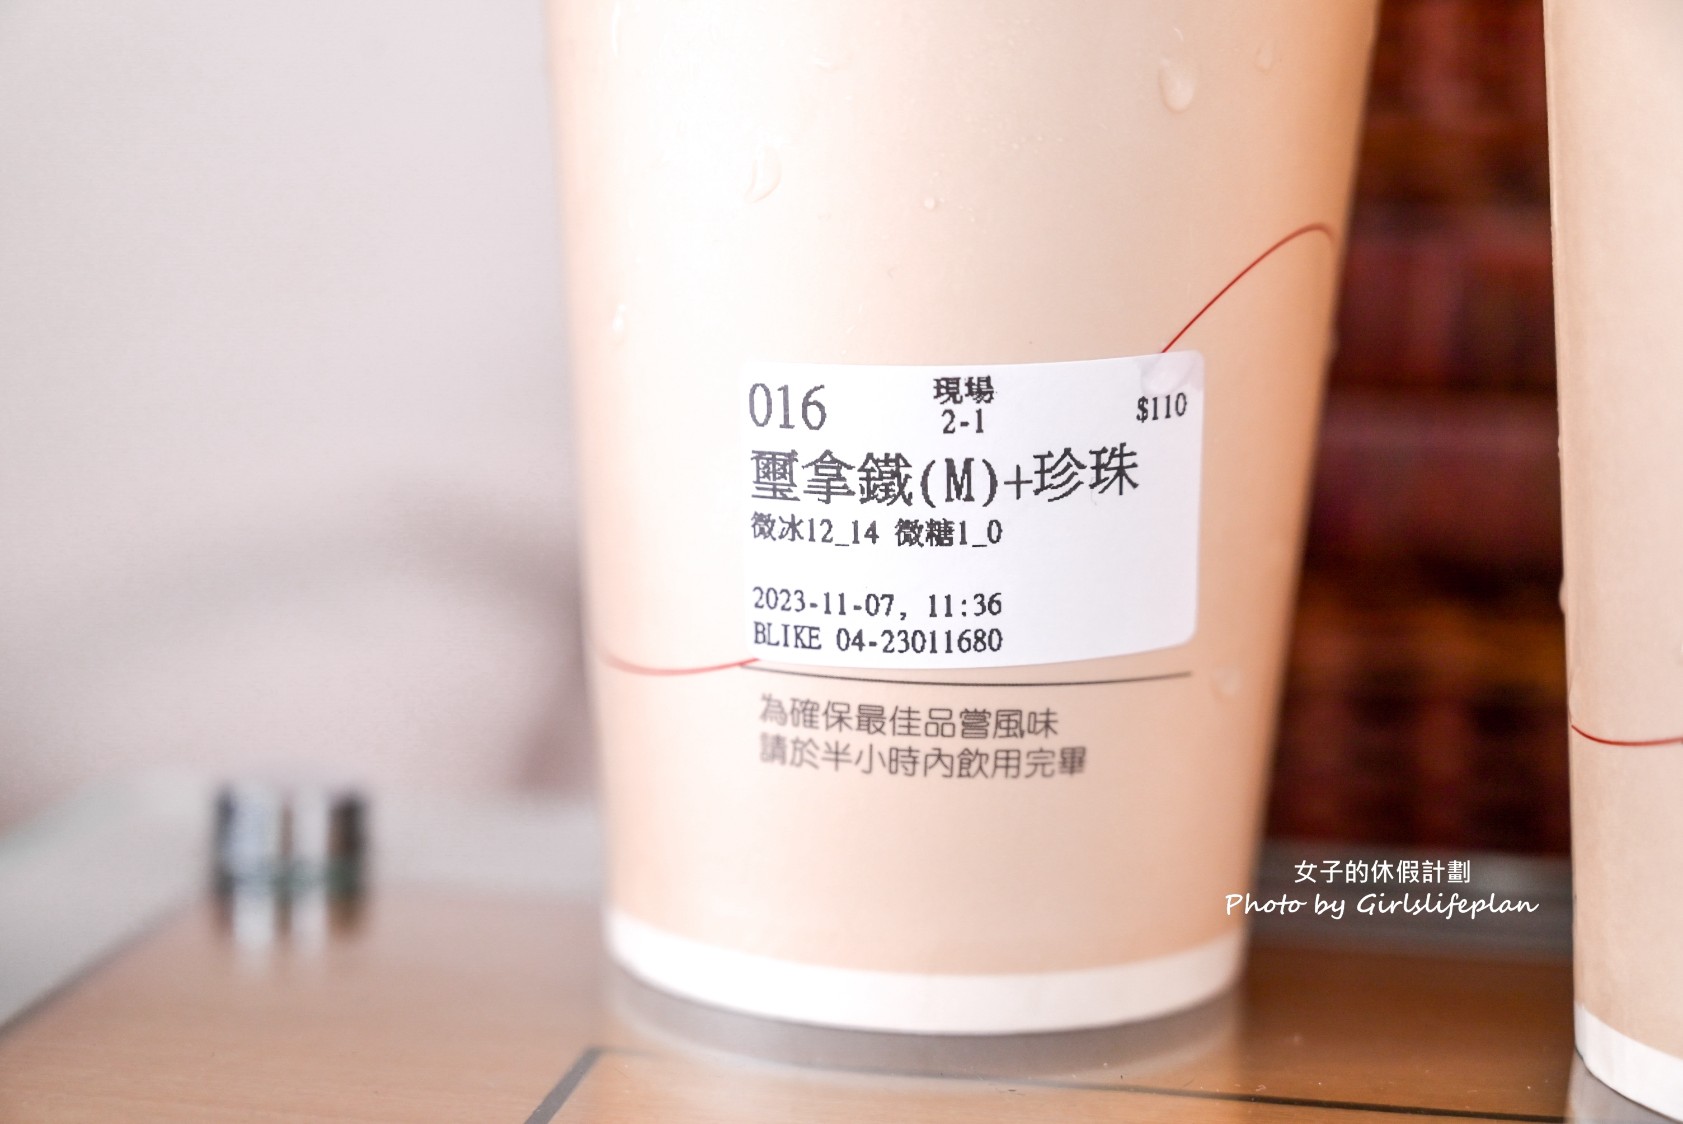 016 現場 $110
2-1
璽拿鐵(M)+珍珠
微冰12_14 微糖1_0
2023-11-07, 11:36
BLIKE 04-23011680
為確保最佳品嘗風味
請於半小時內飲用完畢
女子的休假計劃
Photo by Girlslifeplan